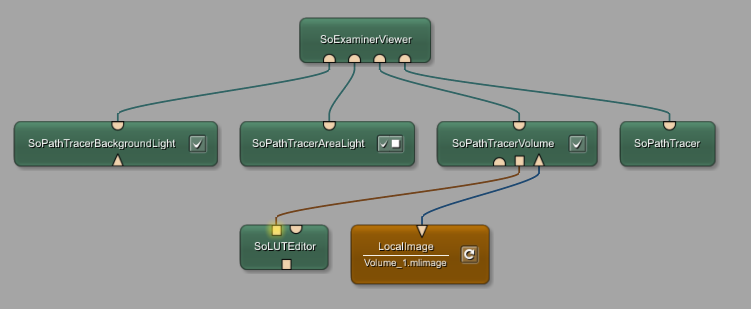 SoExaminerViewer
SoPathTracerBackgroundLight
SoPathTracerAreaLight
SoPathTracerVolume
SoPathTracer
SoLUTEditor
LocalImage
Volume_1.mlimage